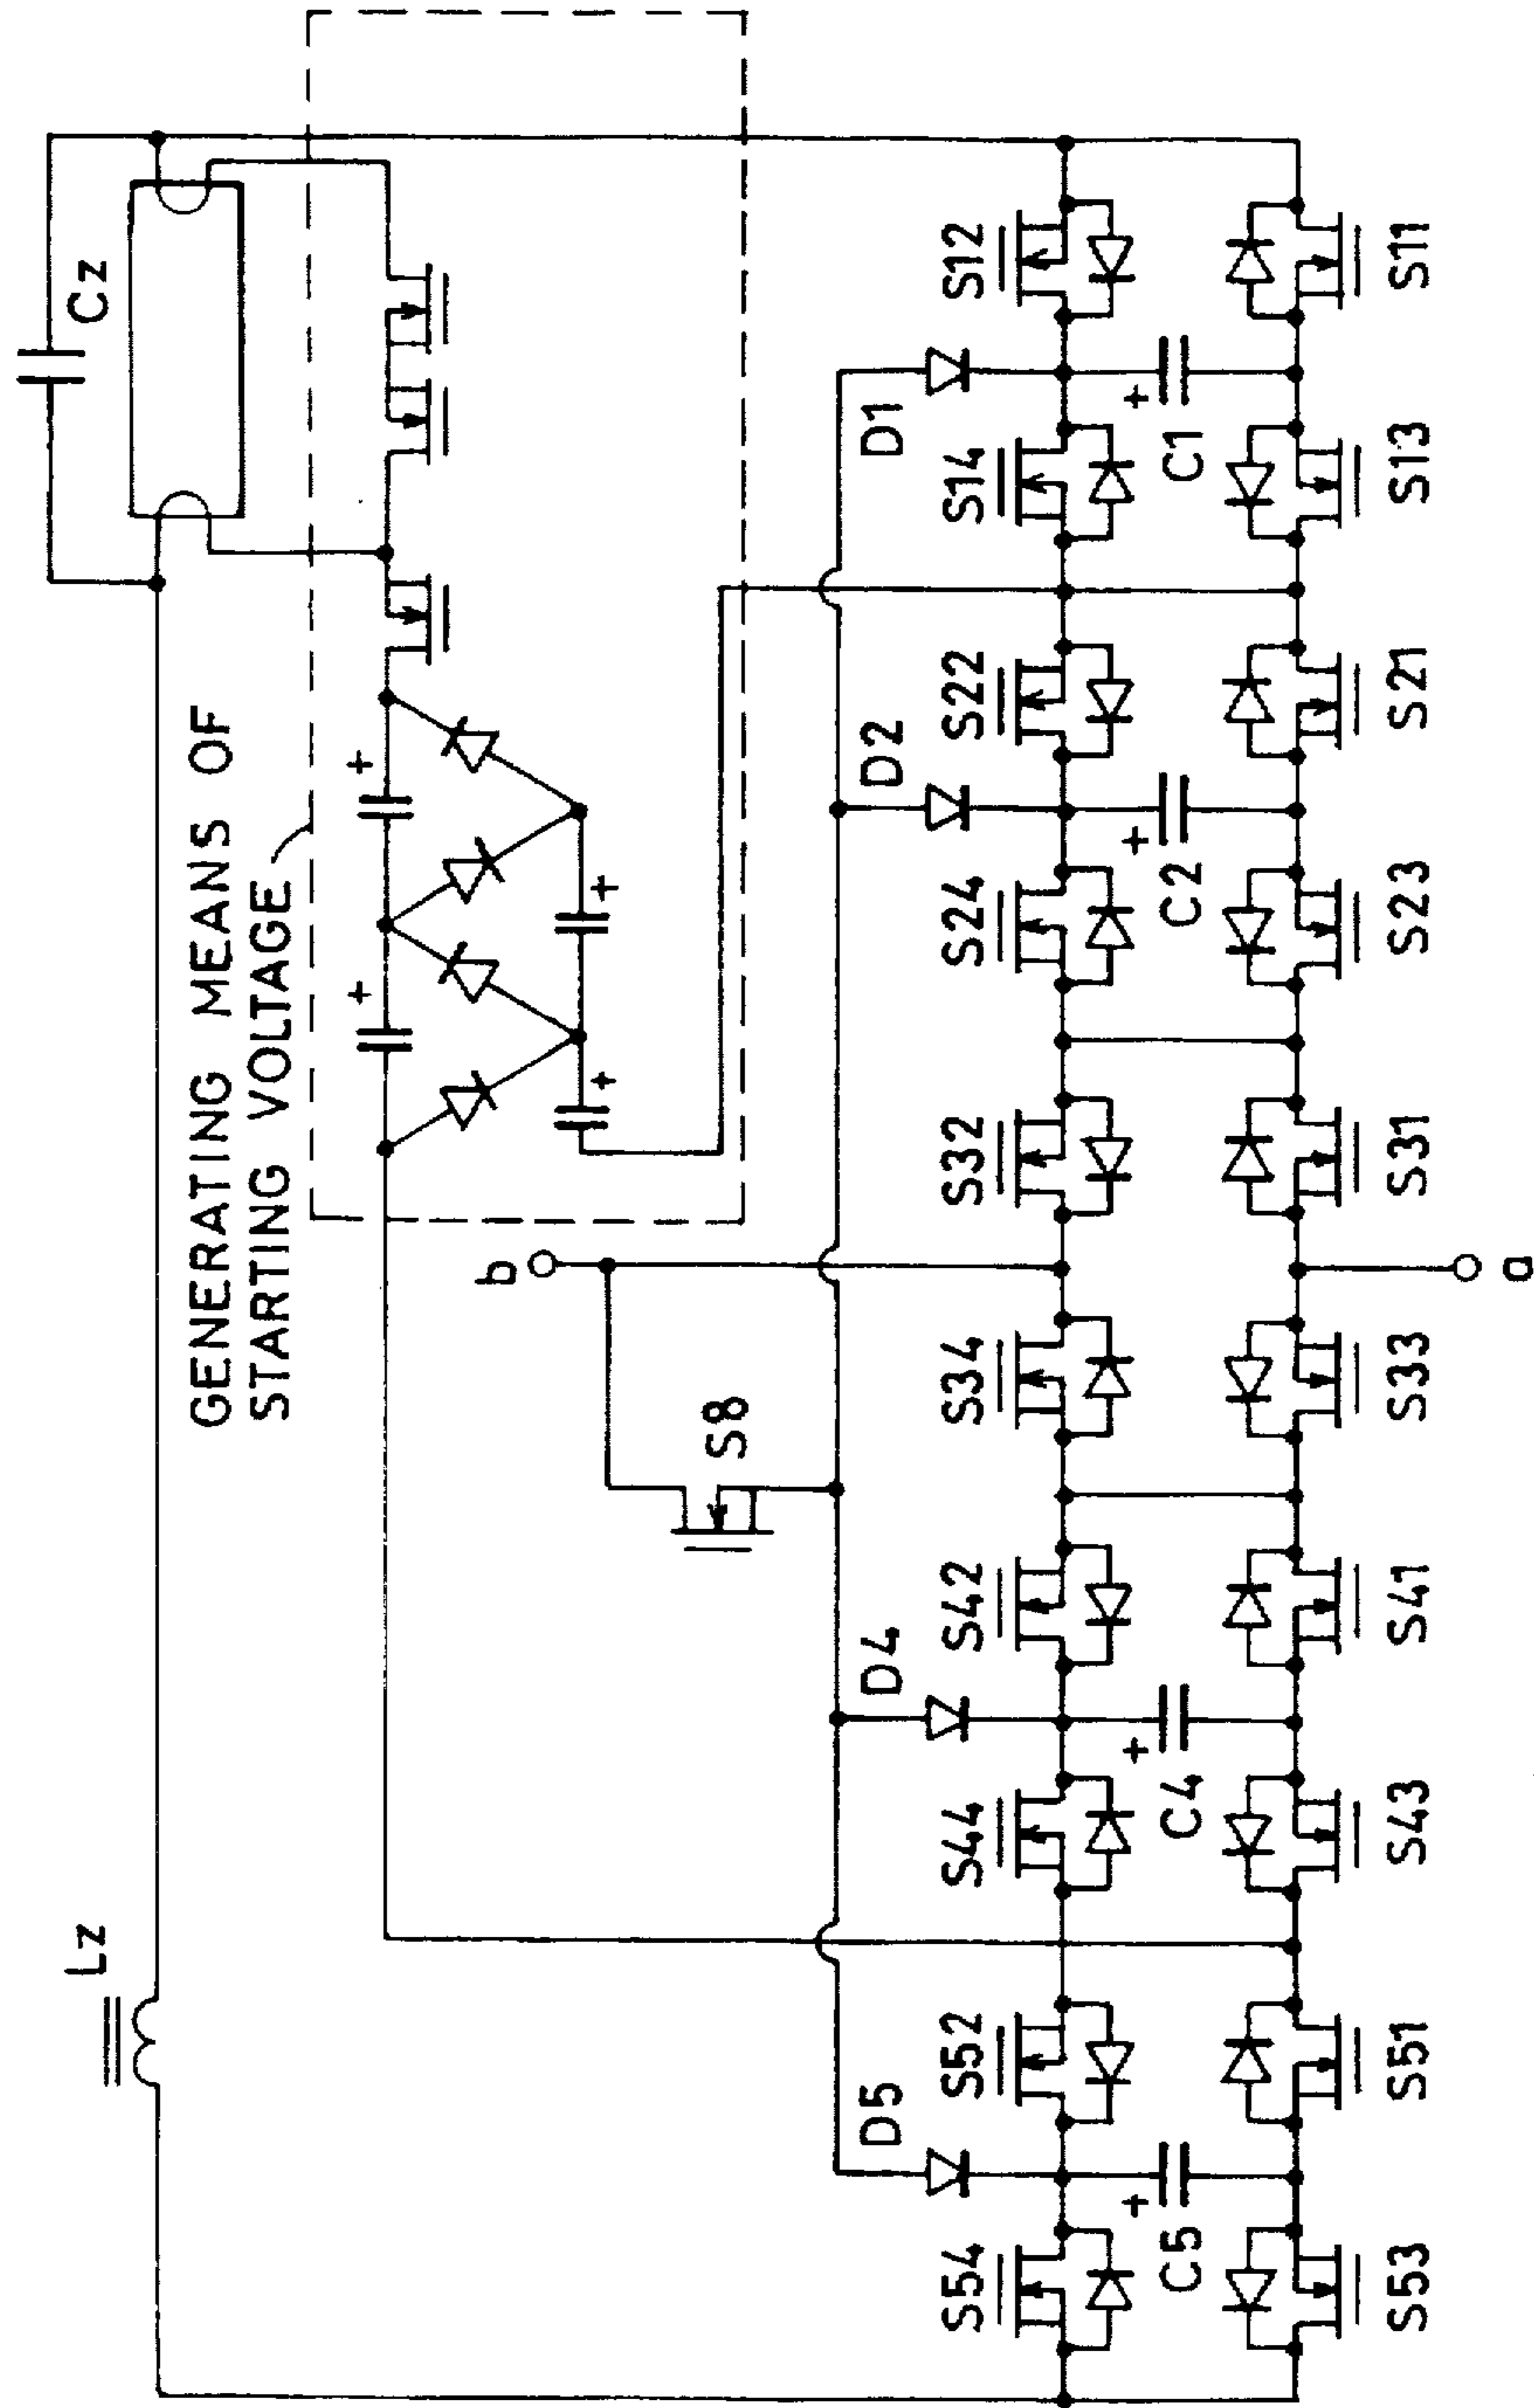 Cz
GENERATING MEANS OF
STARTING VOLTAGE
Lz
b
a
S8
D1
D2
D4
D5
S12
S14
S22
S24
S32
S34
S42
S44
S52
S54
+
+
+
+
+
+
+
+
C1
C2
C4
C5
S11
S13
S21
S23
S31
S33
S41
S43
S51
S53